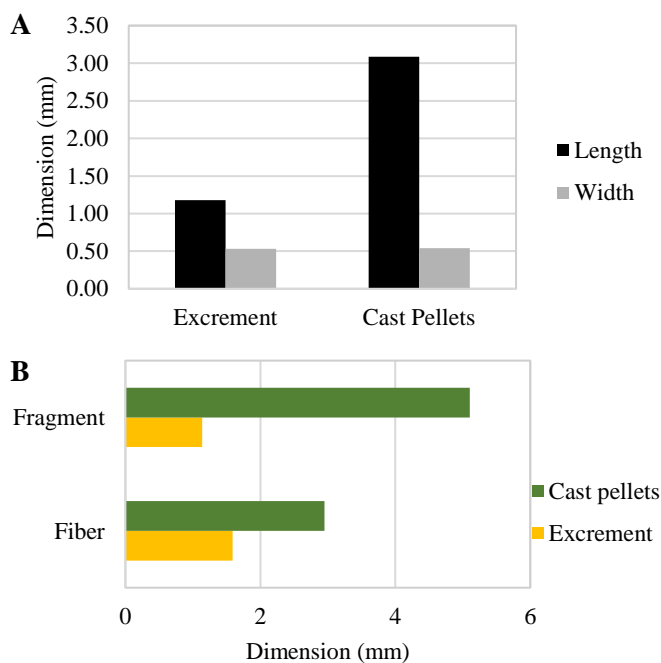 A
3.50
3.00
2.50
2.00
1.50
1.00
0.50
0.00
Dimension (mm)
Excrement
Cast Pellets
Length
Width
B
Fragment
Fiber
0
2
4
6
Dimension (mm)
Cast pellets
Excrement